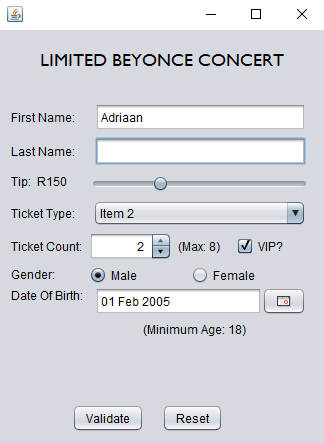 LIMITED BEYONCE CONCERT
First Name: Adriaan
Last Name:
Tip: R150
Ticket Type: Item 2
Ticket Count: 2 (Max: 8) VIP?
Gender: Male Female
Date Of Birth: 01 Feb 2005
(Minimum Age: 18)
Validate Reset